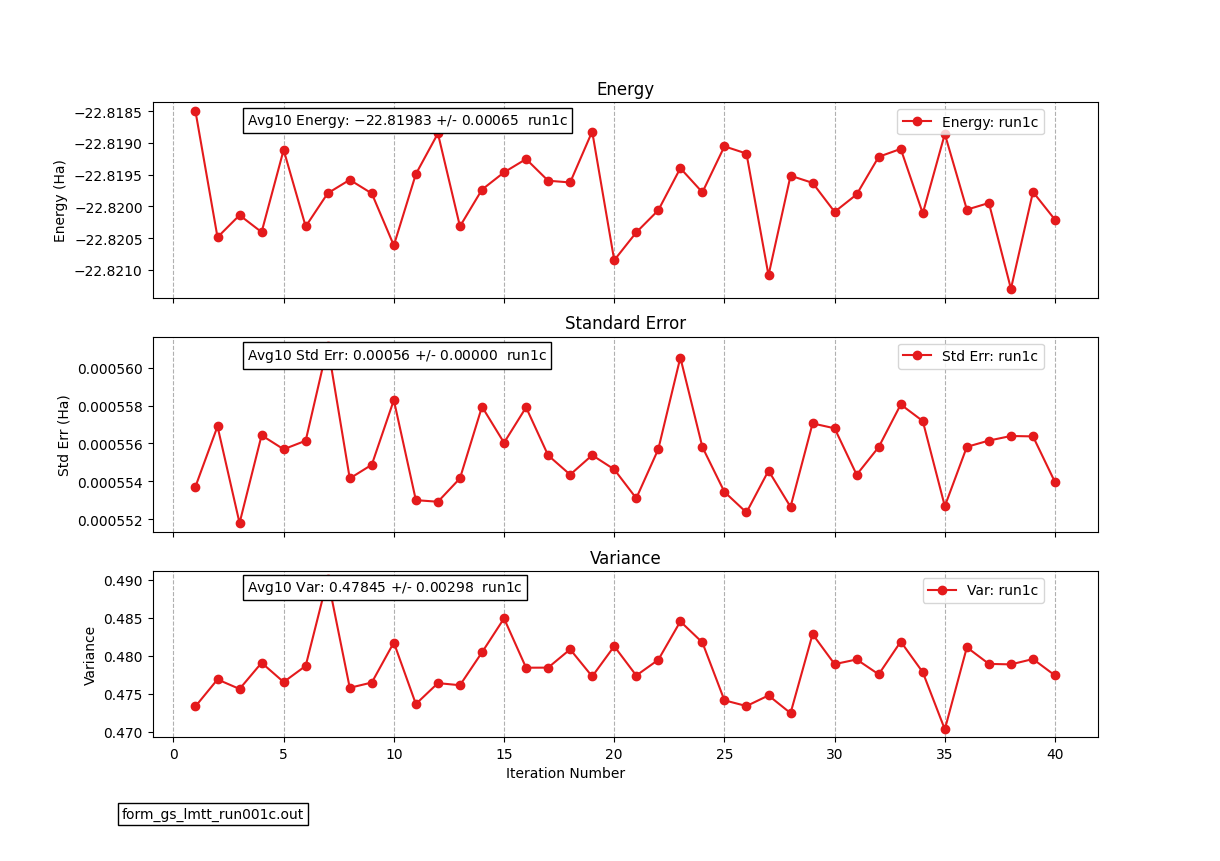 Energy
Avg10 Energy: −22.81983 +/- 0.00065  run1c
Energy: run1c
Energy (Ha)
−22.8185
−22.8190
−22.8195
−22.8200
−22.8205
−22.8210
Standard Error
Avg10 Std Err: 0.00056 +/- 0.00000  run1c
Std Err: run1c
Std Err (Ha)
0.000560
0.000558
0.000556
0.000554
0.000552
Variance
Avg10 Var: 0.47845 +/- 0.00298  run1c
Var: run1c
Variance
0.490
0.485
0.480
0.475
0.470
0 5 10 15 20 25 30 35 40
Iteration Number
form_gs_lmtt_run001c.out